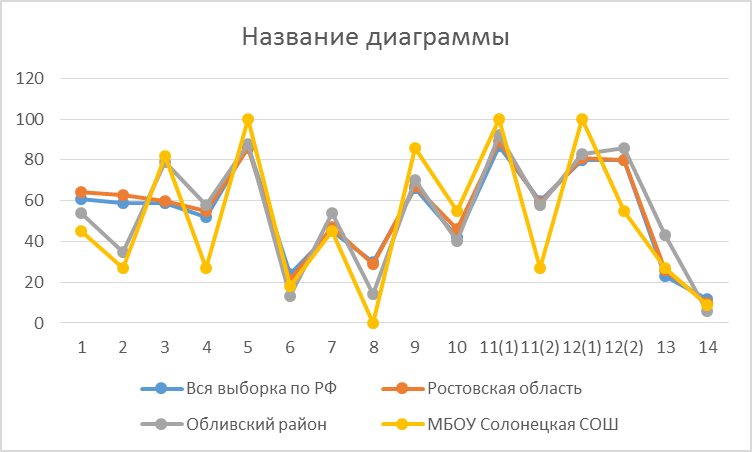 Название диаграммы
120
100
80
60
40
20
0
1 2 3 4 5 6 7 8 9 10 11(1) 11(2) 12(1) 12(2) 13 14
Вся выборка по РФ Ростовская область
Обливский район МБОУ Солонецкая СОШ